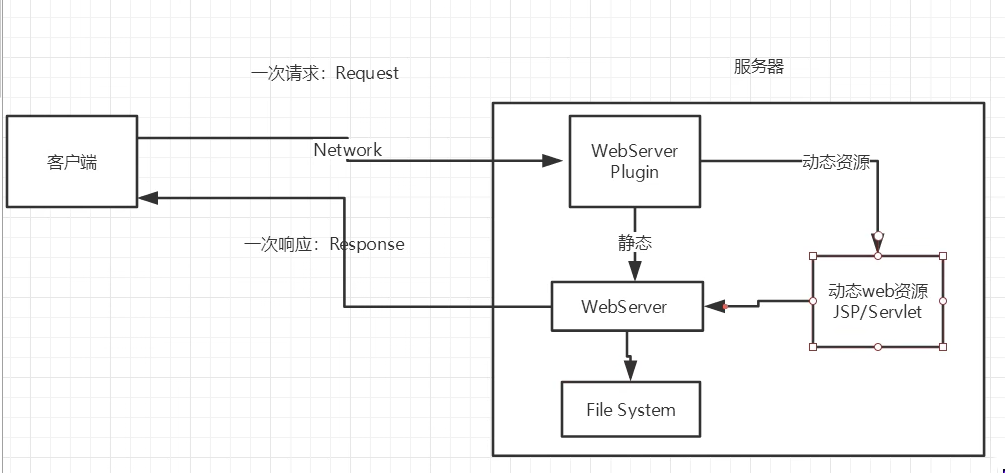 一次请求：Request
服务器
客户端
Network
WebServer
Plugin
动态资源
一次响应：Response
静态
动态web资源
JSP/Servlet
WebServer
File System